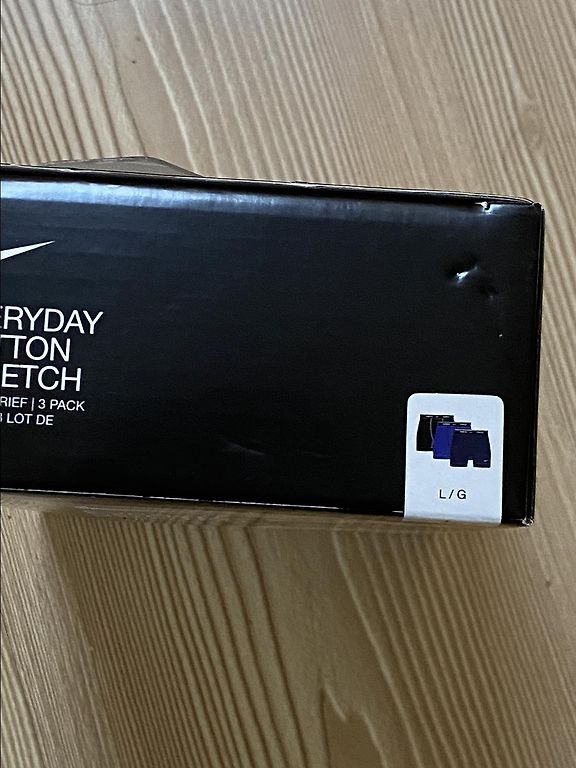 ERYDAY
TTON
ETCH
RIEF | 3 PACK
LOT DE
L / G